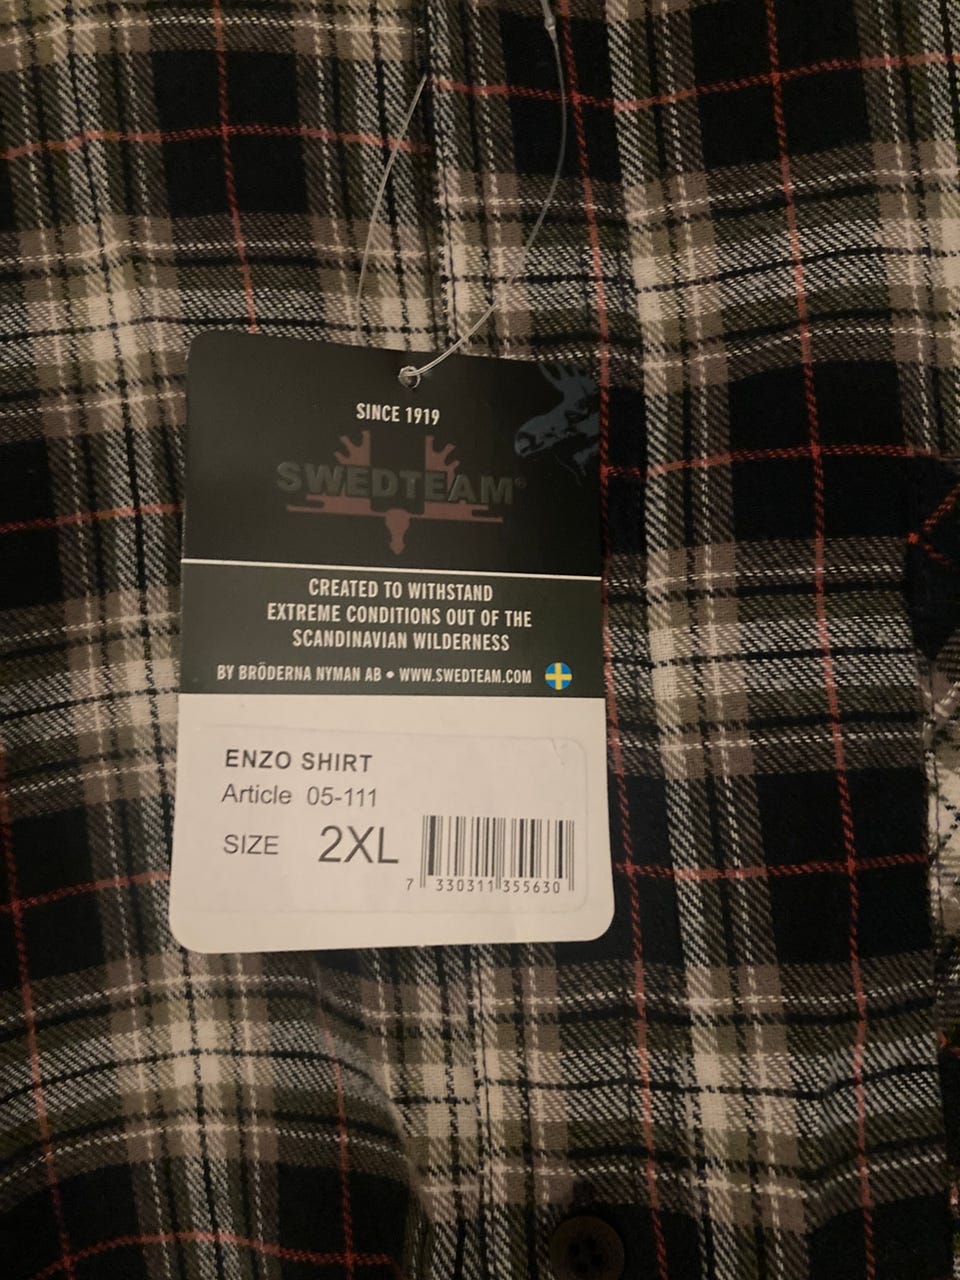 SINCE 1919
SWEDTEAM®
CREATED TO WITHSTAND
EXTREME CONDITIONS OUT OF THE
SCANDINAVIAN WILDERNESS
BY BRÖDERNA NYMAN AB • WWW.SWEDTEAM.COM
ENZO SHIRT
Article 05-111
SIZE 2XL
7 330311 355630